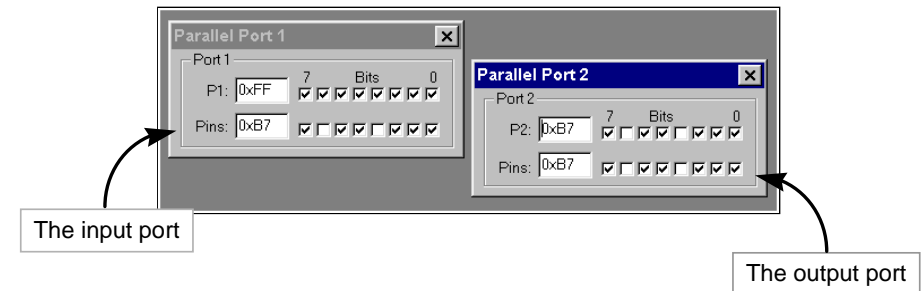 Parallel Port 1
Port 1
7 Bits 0
P1: 0xFF
Pins: 0xB7
Parallel Port 2
Port 2
7 Bits 0
P2: 0xB7
Pins: 0xB7
The input port
The output port